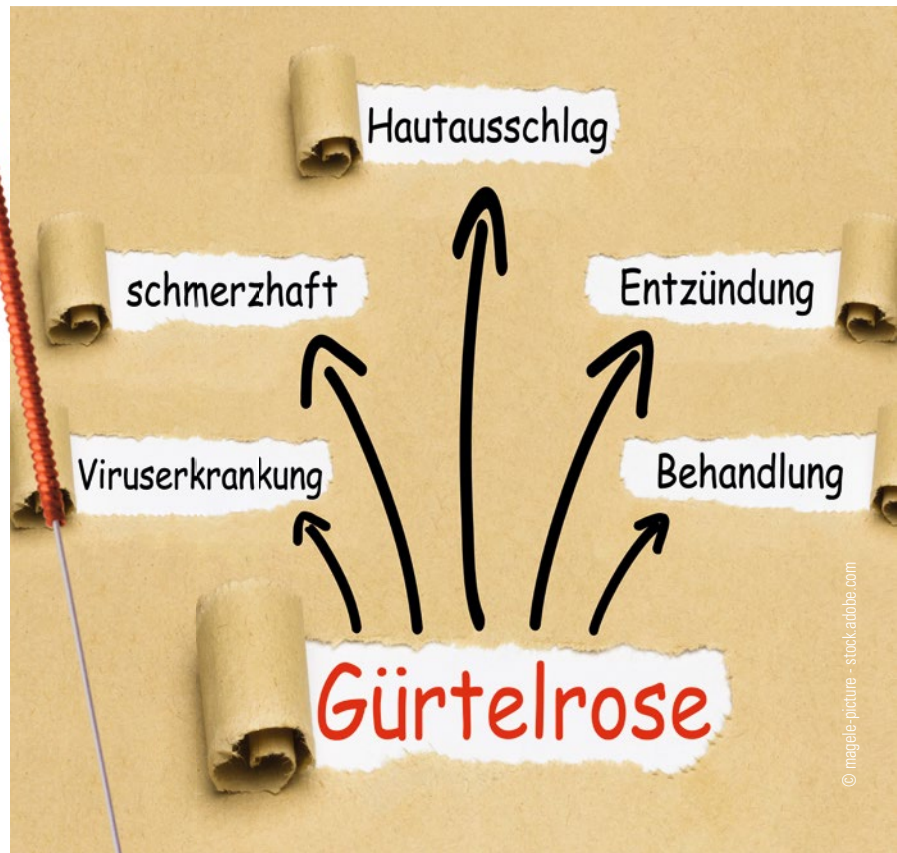 Hautausschlag
schmerzhaft
Entzündung
Viruserkrankung
Behandlung
Gürtelrose
© magele-picture - stock.adobe.com